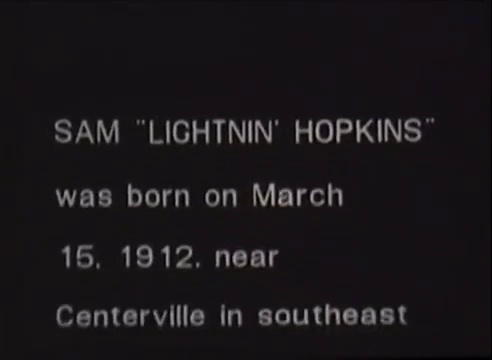 SAM "LIGHTNIN' HOPKINS"
was born on March
15, 1912, near
Centerville in southeast